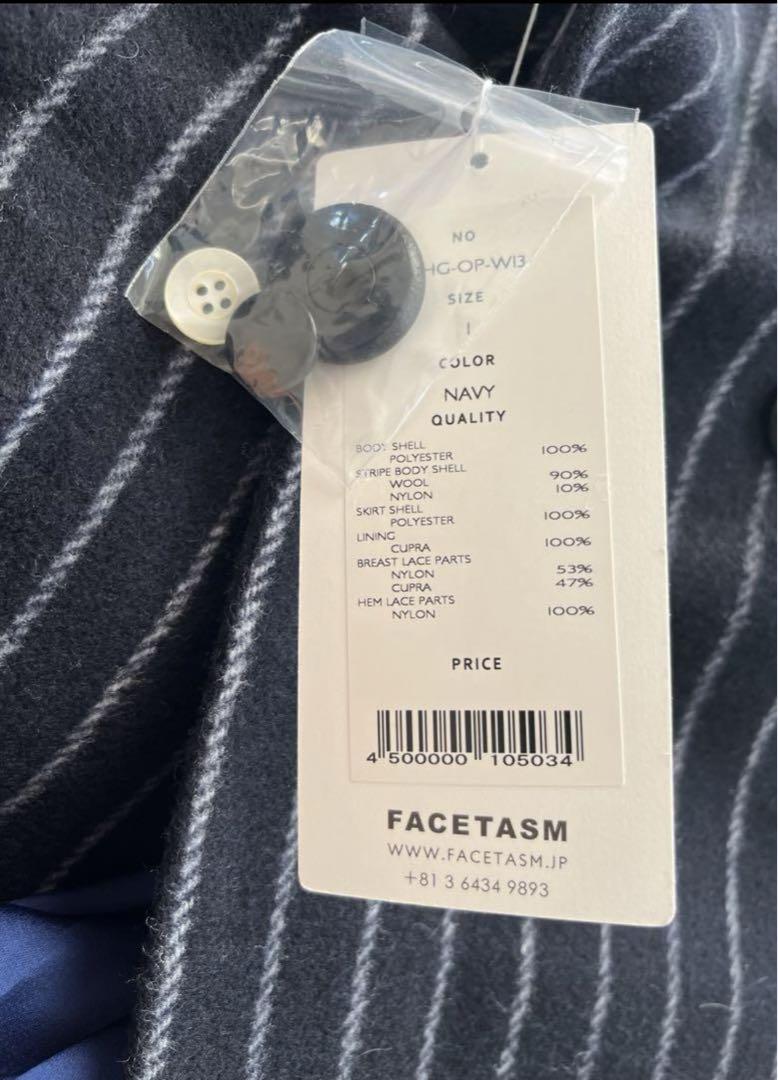 NO
HG-OP-W13
SIZE
1
COLOR
NAVY
QUALITY
BODY SHELL
POLYESTER 100%
STRIPE BODY SHELL
WOOL 90%
NYLON 10%
SKIRT SHELL
POLYESTER 100%
LINING
CUPRA 100%
BREAST LACE PARTS
NYLON 53%
CUPRA 47%
HEM LACE PARTS
NYLON 100%
PRICE
4 500000 105034
FACETASM
WWW.FACETASM.JP
+81 3 6434 9893